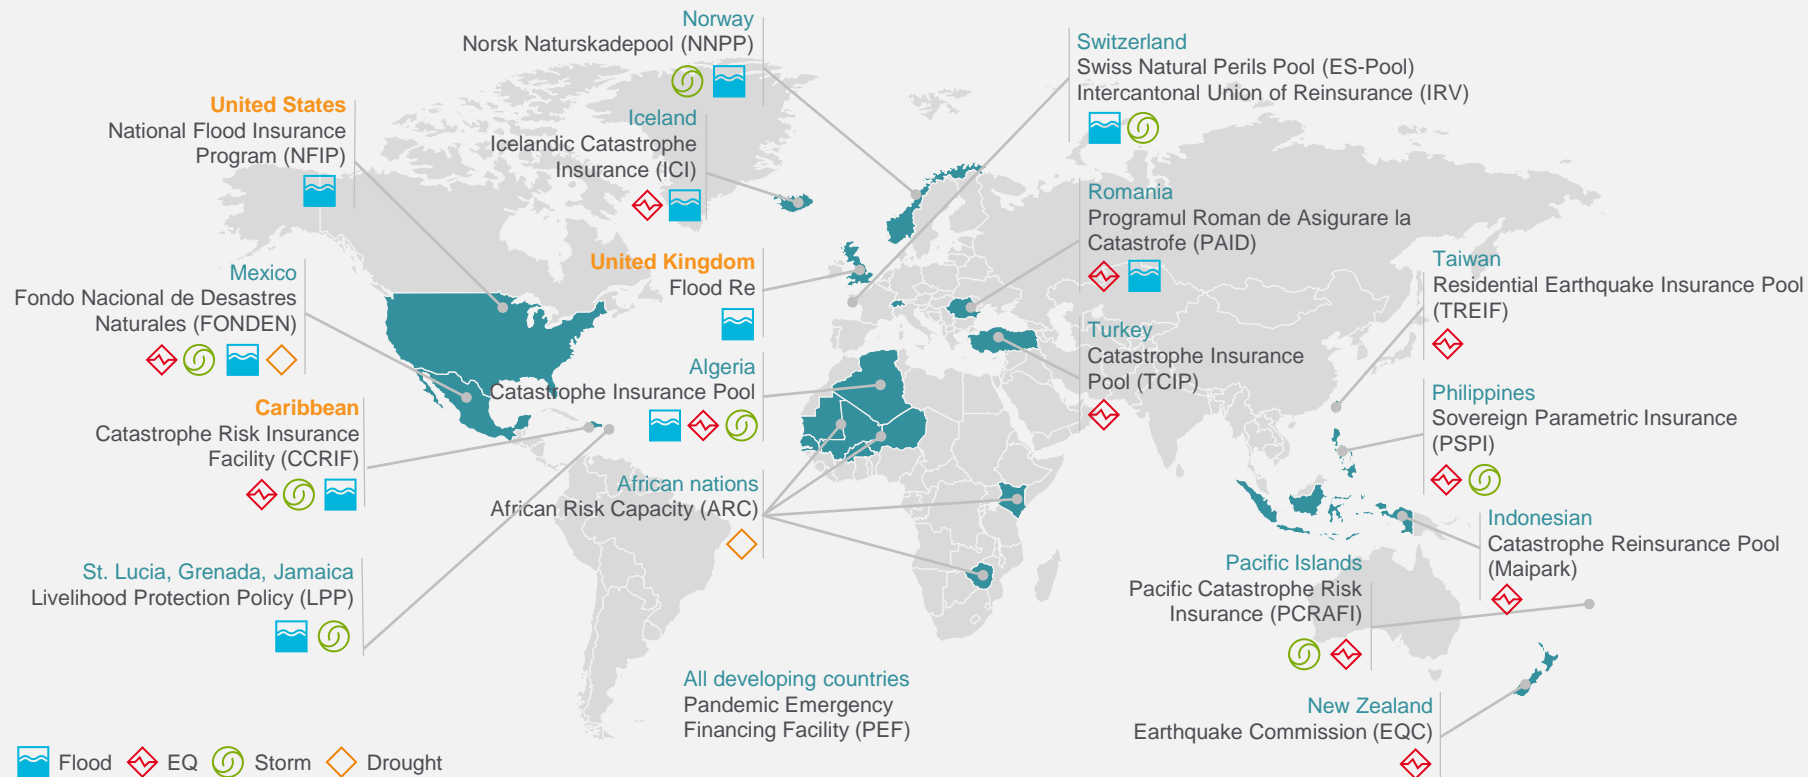 Norway
Norsk Naturskadepool (NNPP)
Switzerland
Swiss Natural Perils Pool (ES-Pool)
Intercantonal Union of Reinsurance (IRV)
United States
National Flood Insurance
Program (NFIP)
Iceland
Icelandic Catastrophe
Insurance (ICI)
Romania
Programul Roman de Asigurare la
Catastrofe (PAID)
United Kingdom
Flood Re
Mexico
Fondo Nacional de Desastres
Naturales (FONDEN)
Taiwan
Residential Earthquake Insurance Pool
(TREIF)
Turkey
Catastrophe Insurance
Pool (TCIP)
Algeria
Catastrophe Insurance Pool
Caribbean
Catastrophe Risk Insurance
Facility (CCRIF)
Philippines
Sovereign Parametric Insurance
(PSPI)
African nations
African Risk Capacity (ARC)
Indonesian
Catastrophe Reinsurance Pool
(Maipark)
St. Lucia, Grenada, Jamaica
Livelihood Protection Policy (LPP)
Pacific Islands
Pacific Catastrophe Risk
Insurance (PCRAFI)
All developing countries
Pandemic Emergency
Financing Facility (PEF)
New Zealand
Earthquake Commission (EQC)
Flood EQ Storm Drought